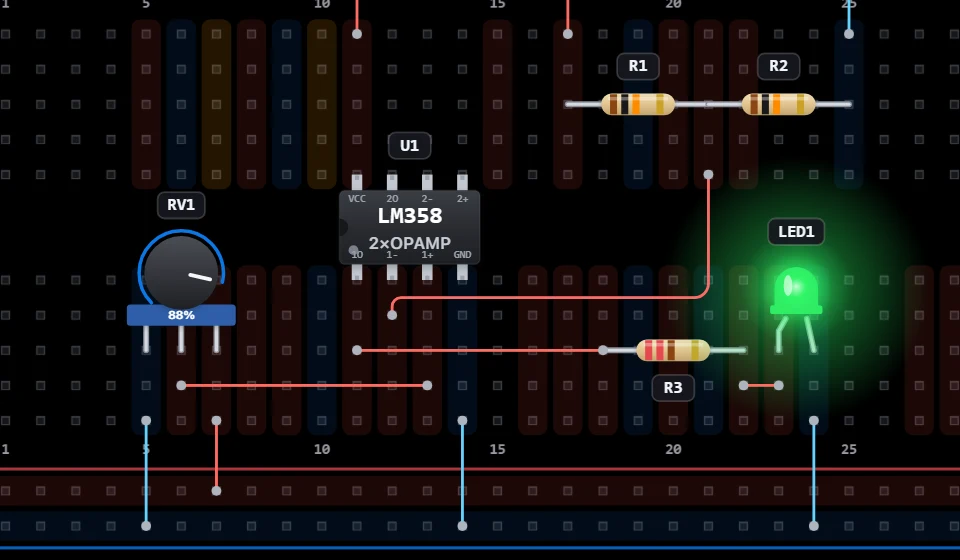 1 10 15 20 25
R1 R2
U1
RV1
VCC 2O 2- 2+
LM358
2×OPAMP
1O 1- 1+ GND
LED1
88%
R3
1 5 10 15 20 25